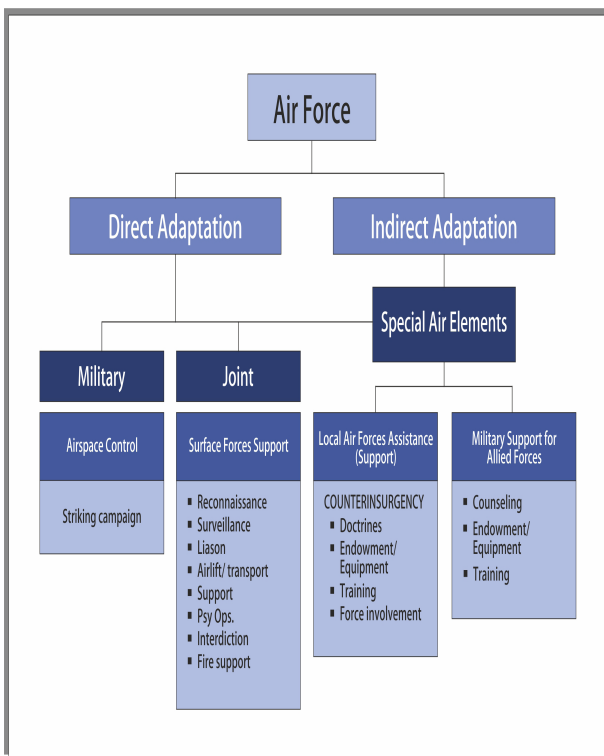 Air Force
Direct Adaptation
Indirect Adaptation
Special Air Elements
Military
Joint
Airspace Control
Striking campaign
Surface Forces Support
▪ Reconnaissance
▪ Surveillance
▪ Liason
▪ Airlift/ transport
▪ Support
▪ Psy Ops.
▪ Interdiction
▪ Fire support
Local Air Forces Assistance
(Support)
COUNTERINSURGENCY
▪ Doctrines
▪ Endowment/
Equipment
▪ Training
▪ Force involvement
Military Support for
Allied Forces
▪ Counseling
▪ Endowment/
Equipment
▪ Training